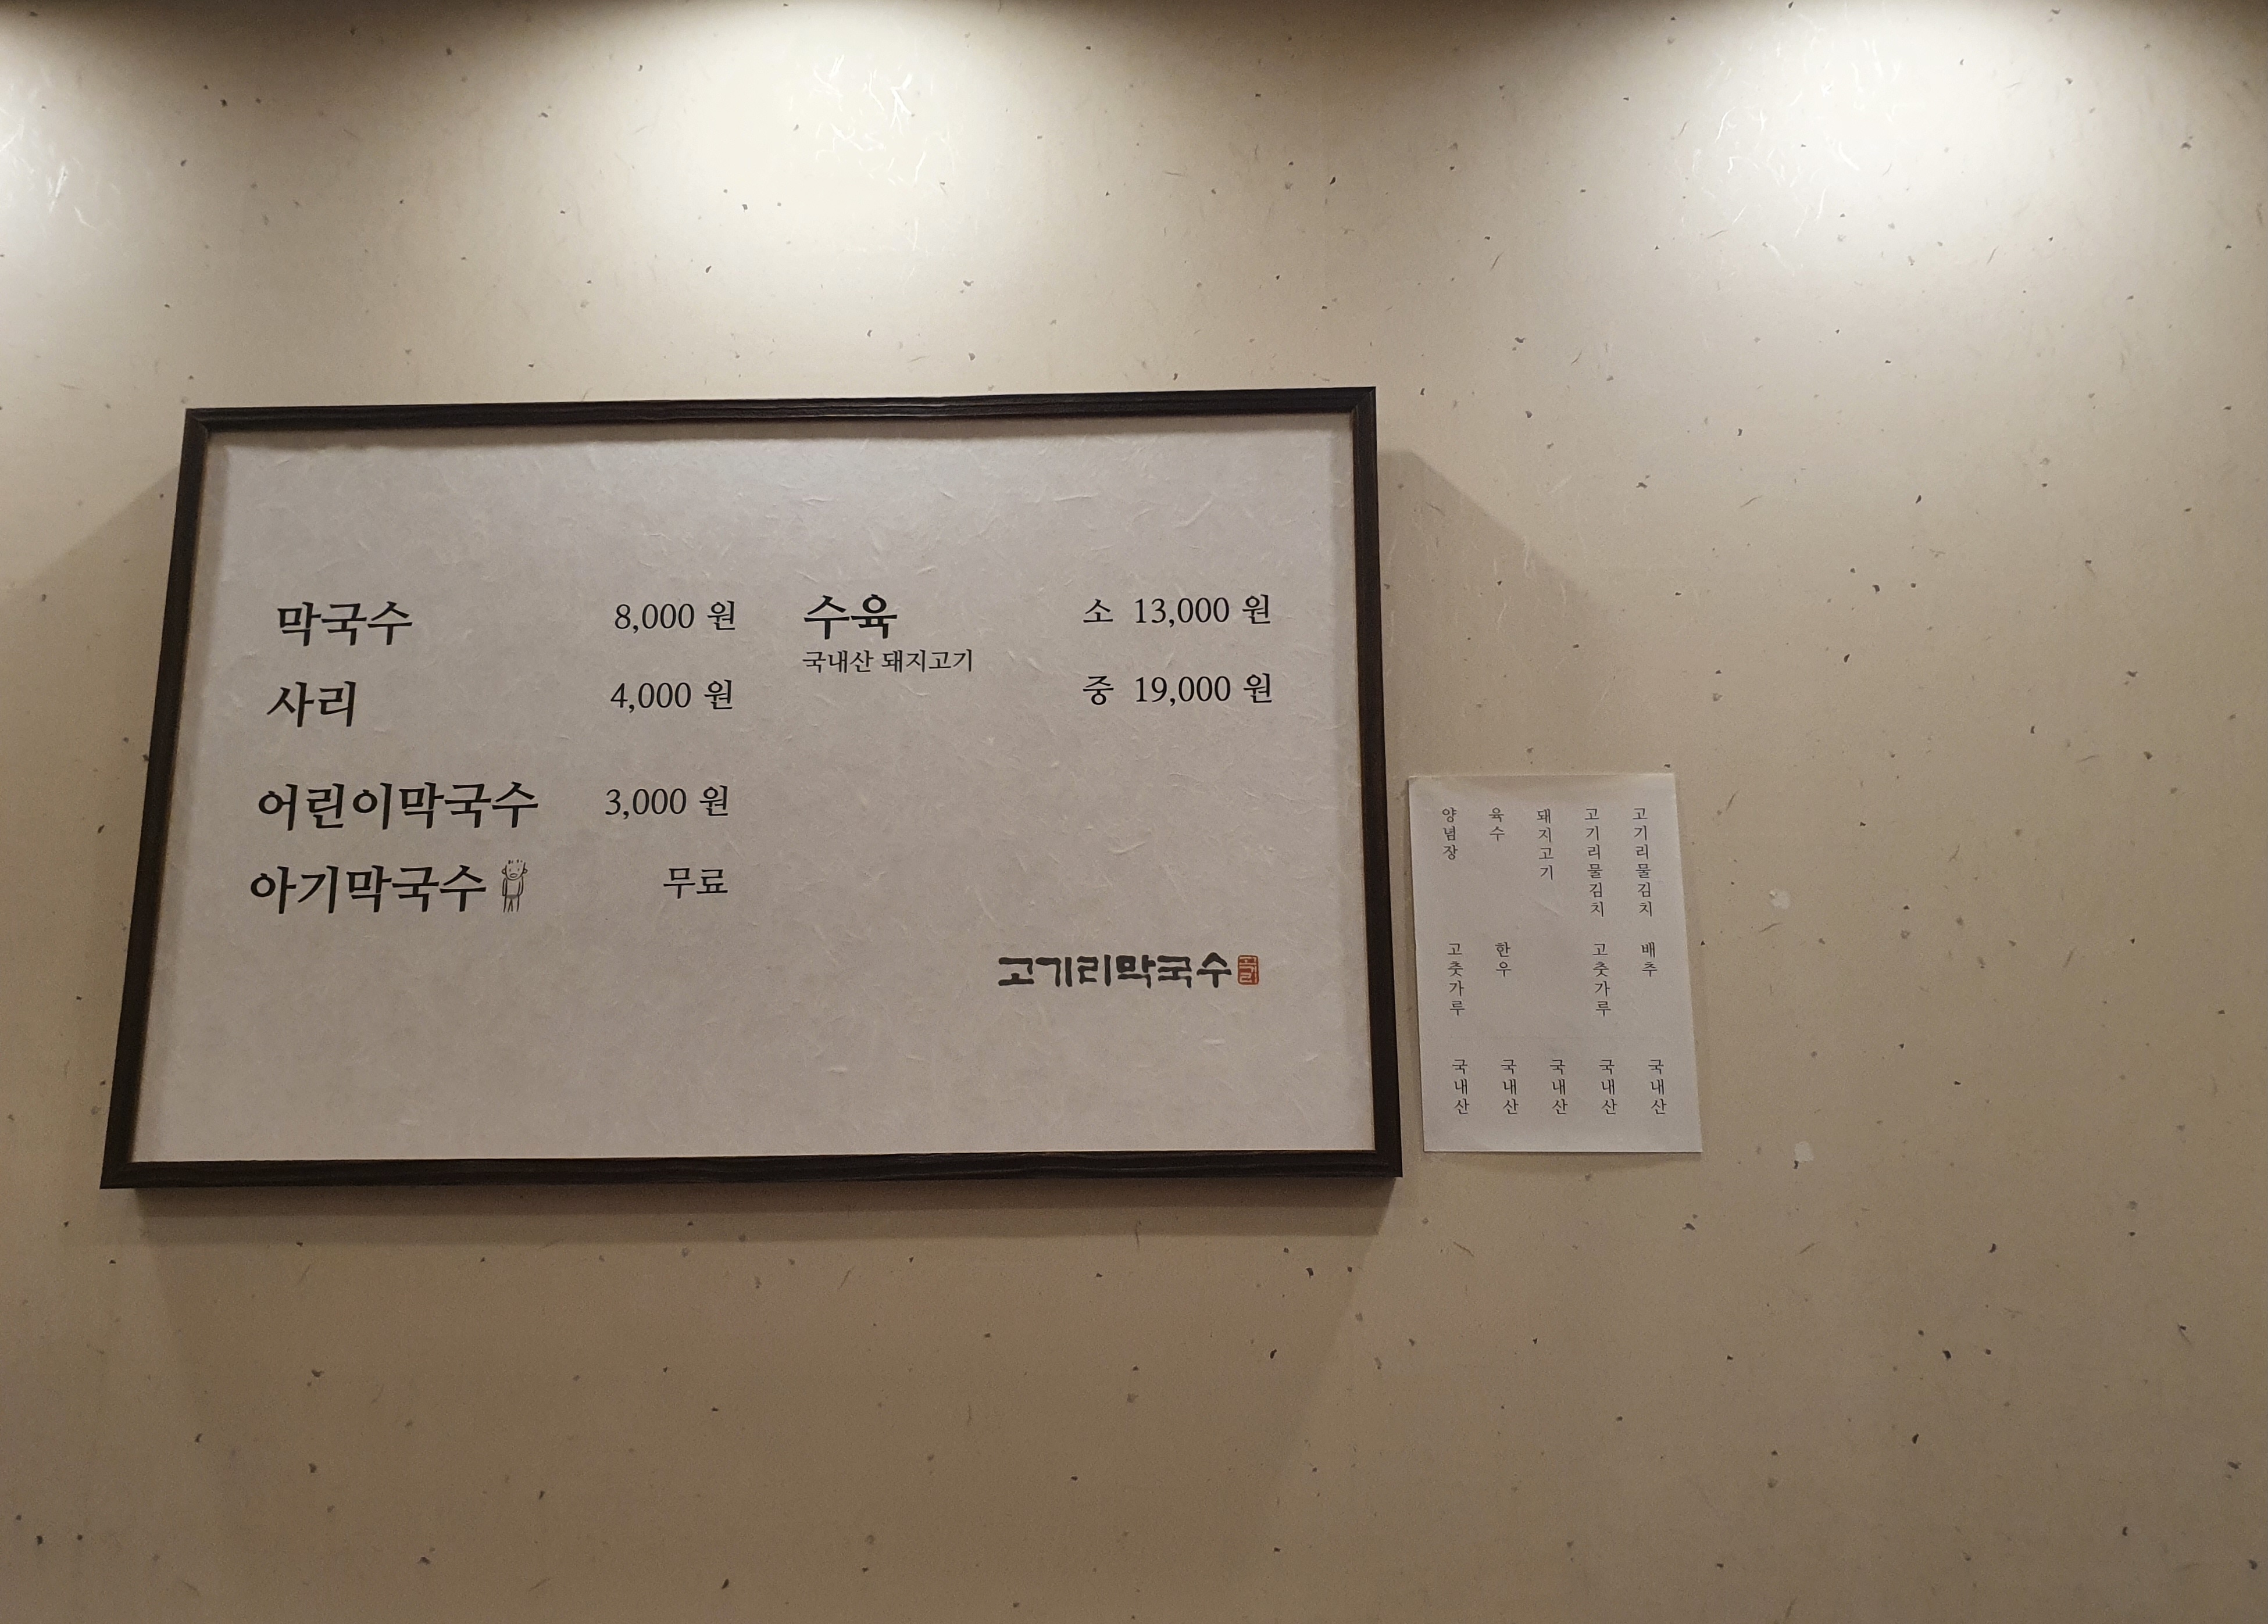 막국수 8,000 원
사리 4,000 원
어린이막국수 3,000 원
아기막국수 무료
수육 소 13,000 원
국내산 돼지고기
중 19,000 원
고기리막국수
고기리물김치 배추 국내산
고기리물김치 고춧가루 국내산
돼지고기 국내산
육수 한우 국내산
양념장 고춧가루 국내산